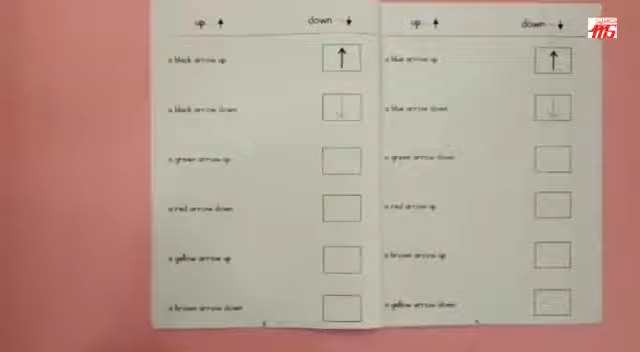 up
down
a black arrow up
a black arrow down
a green arrow up
a red arrow down
a yellow arrow up
a brown arrow down
up
down
a blue arrow up
a blue arrow down
a green arrow down
a red arrow up
a brown arrow up
a yellow arrow down